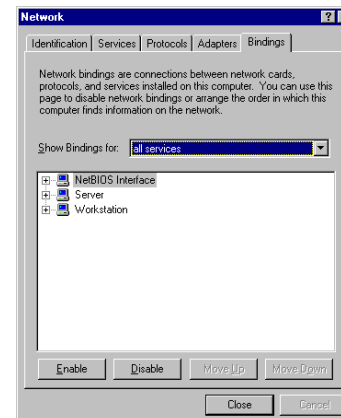 Network
?
Identification Services Protocols Adapters Bindings
Network bindings are connections between network cards,
protocols, and services installed on this computer. You can use this
page to disable network bindings or arrange the order in which this
computer finds information on the network.
Show Bindings for: all services
NetBIOS Interface
Server
Workstation
Enable Disable Move Up Move Down
Close Cancel